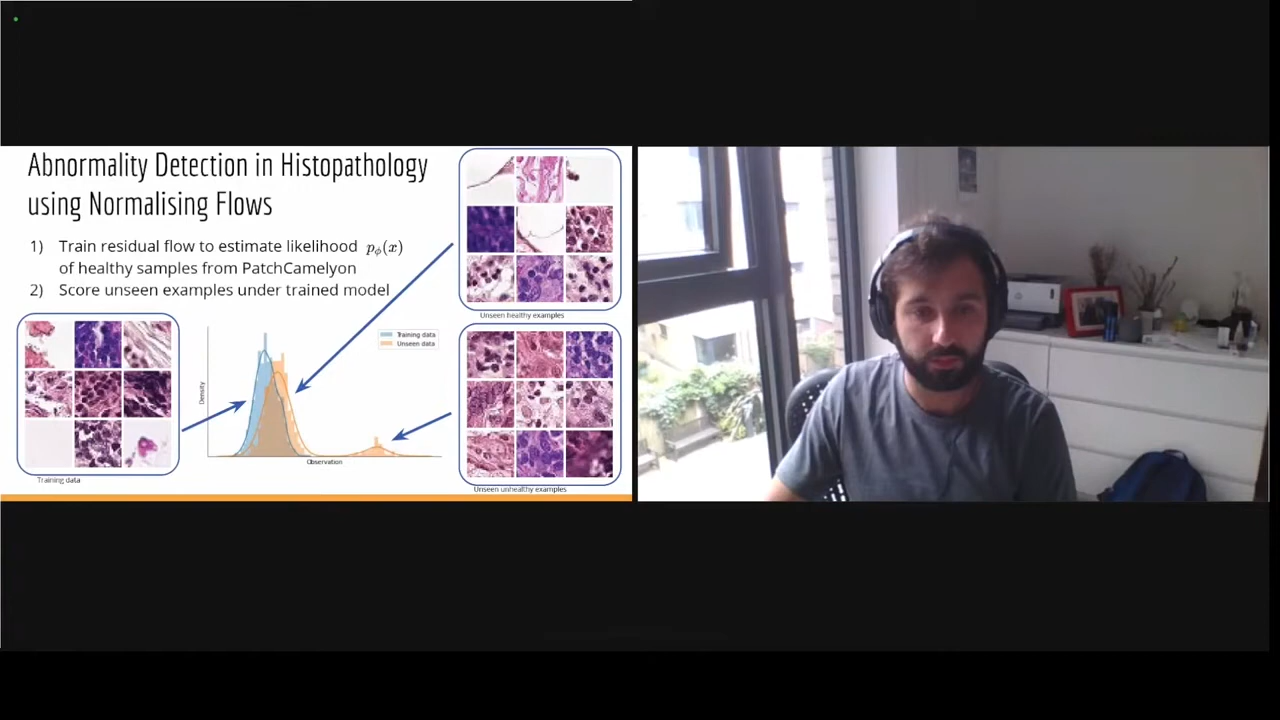 Abnormality Detection in Histopathology
using Normalising Flows
1) Train residual flow to estimate likelihood pϕ(x)
of healthy samples from PatchCamelyon
2) Score unseen examples under trained model
Training data
Density
Observation
Training data
Unseen data
Unseen healthy examples
Unseen unhealthy examples